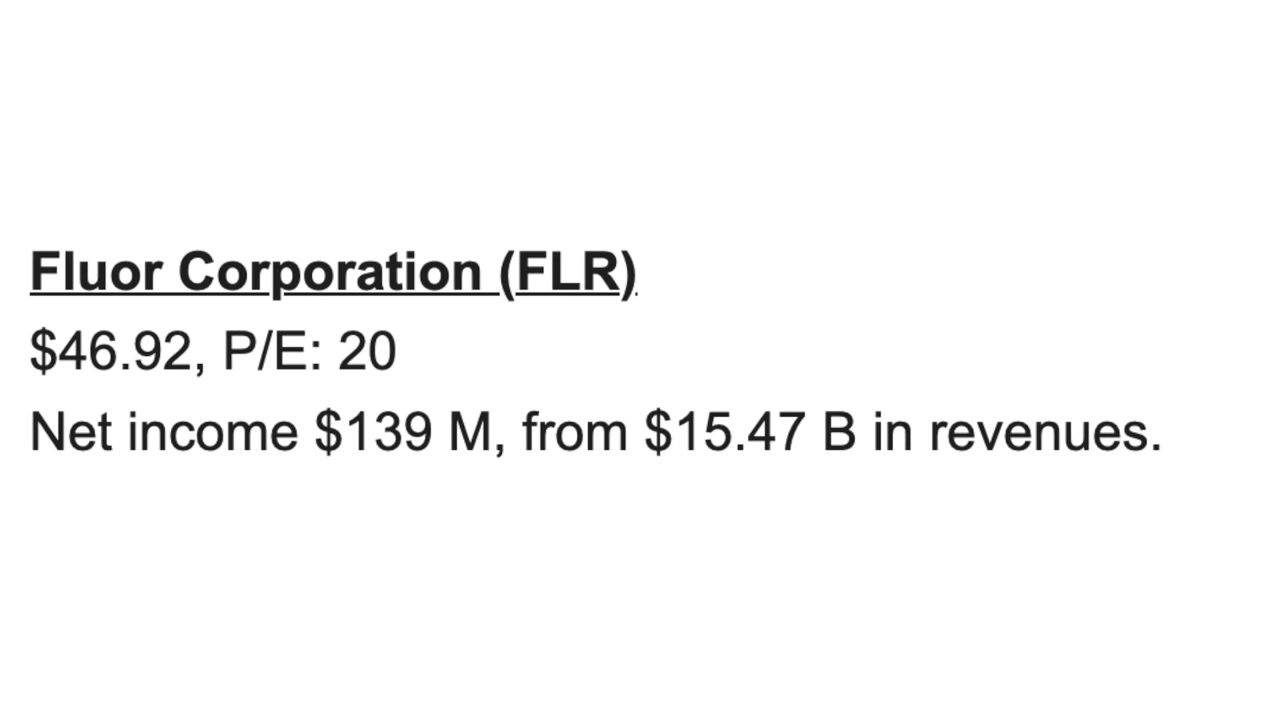 Fluor Corporation (FLR)
$46.92, P/E: 20
Net income $139 M, from $15.47 B in revenues.